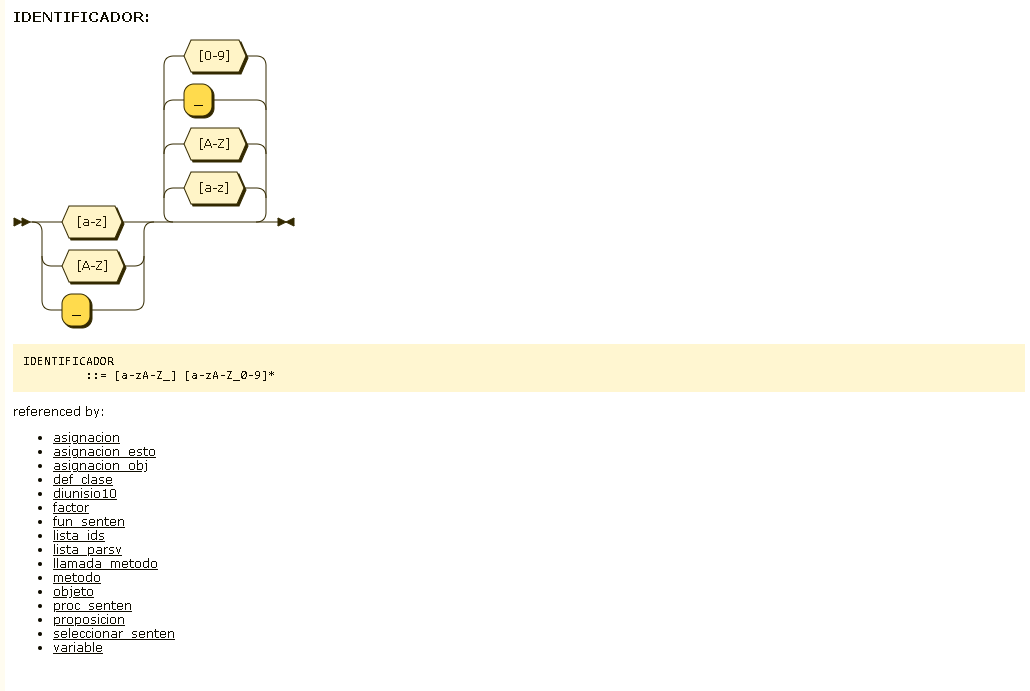 IDENTIFICADOR:
[0-9]
_
[A-Z]
[a-z]
[a-z]
[A-Z]
_
IDENTIFICADOR
::= [a-zA-Z_] [a-zA-Z_0-9]*
referenced by:
asignacion
asignacion_esto
asignacion_obj
def_clase
diunisio10
factor
fun_senten
lista_ids
lista_parsv
llamada_metodo
metodo
objeto
proc_senten
proposicion
seleccionar_senten
variable